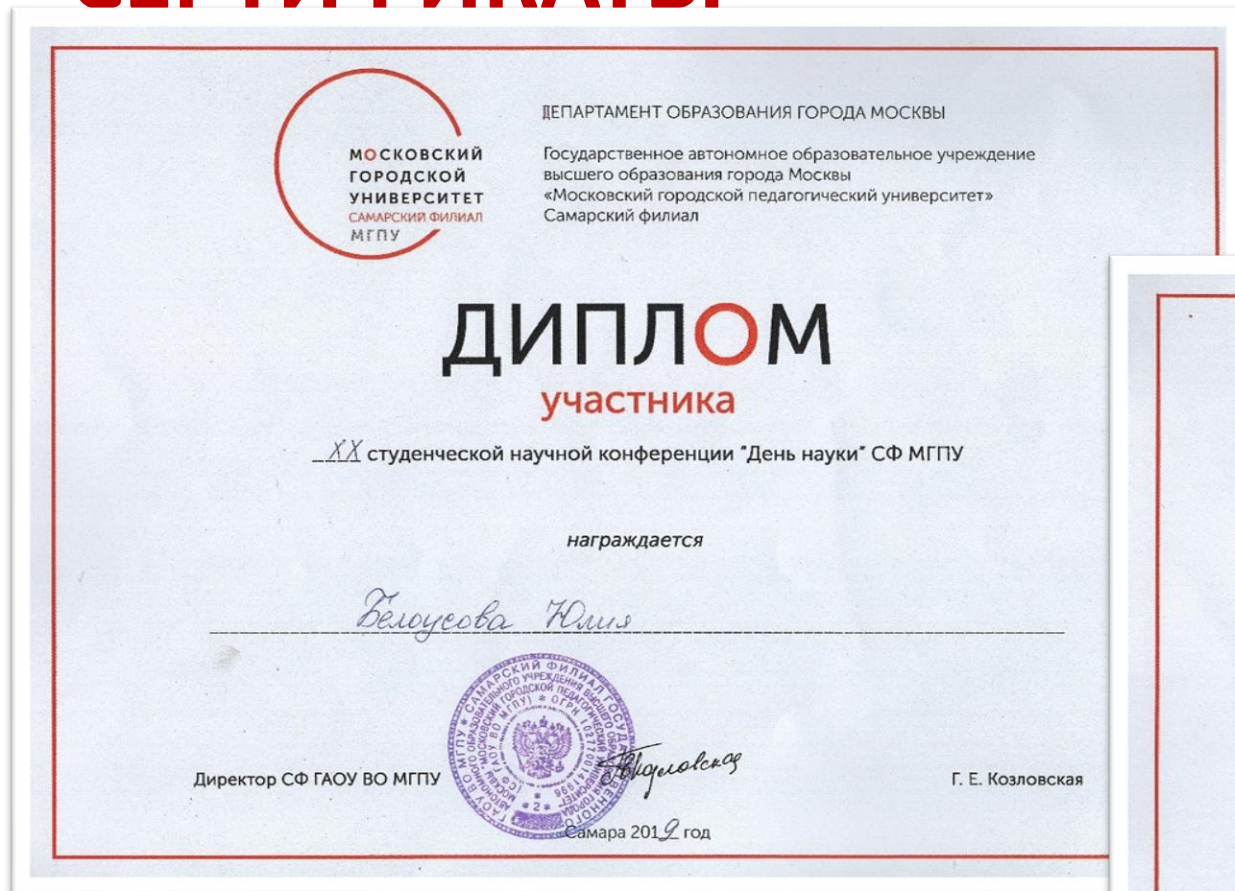 СЕРТИФИКАТЫ
МОСКОВСКИЙ
ГОРОДСКОЙ
УНИВЕРСИТЕТ
САМАРСКИЙ ФИЛИАЛ
МГПУ
ДЕПАРТАМЕНТ ОБРАЗОВАНИЯ ГОРОДА МОСКВЫ
Государственное автономное образовательное учреждение
высшего образования города Москвы
«Московский городской педагогический университет»
Самарский филиал
ДИПЛОМ
участника
XX студенческой научной конференции "День науки" СФ МГПУ
награждается
Белоусова Юлия
Директор СФ ГАОУ ВО МГПУ
Г. Е. Козловская
Самара 2019 год